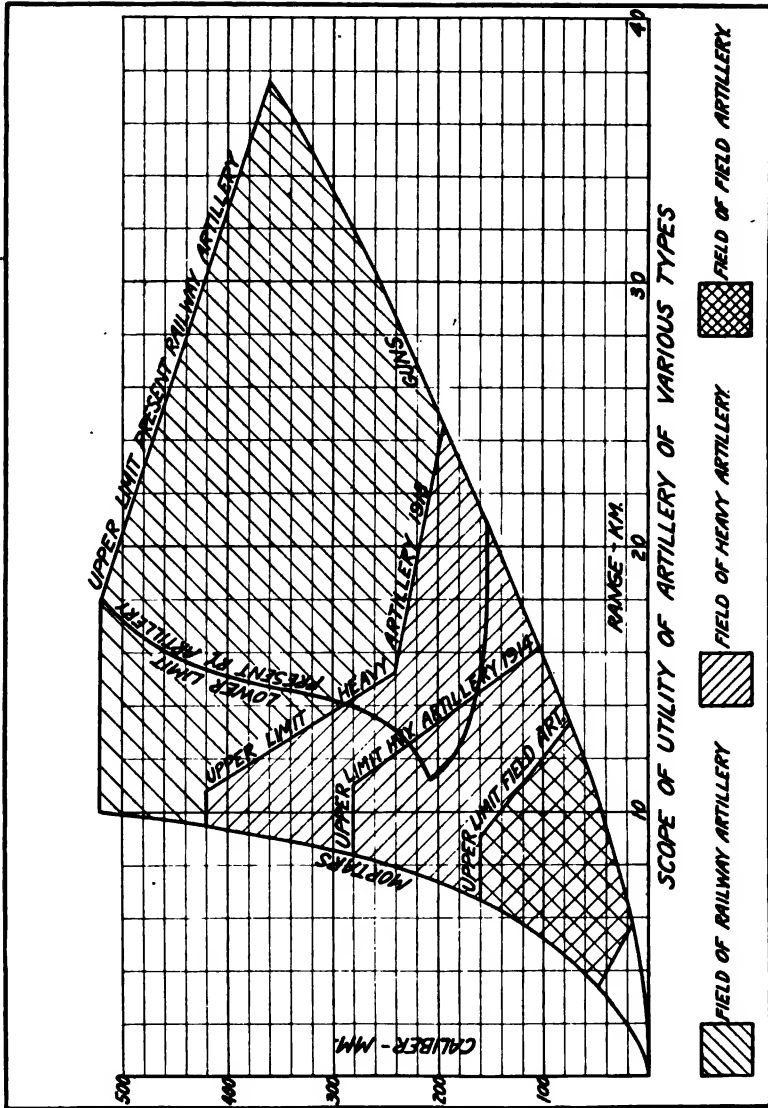 UPPER LIMIT PRESENT RAILWAY ARTILLERY
LOWER LIMIT
PRESENT RY. ARTILLERY
UPPER LIMIT HEAVY ARTILLERY 1918
UPPER LIMIT HVY ARTILLERY 1914
UPPER LIMIT FIELD ART.
MORTARS
GUNS
CALIBER - MM.
500
400
300
200
100
RANGE - KM.
10
20
30
40
SCOPE OF UTILITY OF ARTILLERY OF VARIOUS TYPES
FIELD OF RAILWAY ARTILLERY
FIELD OF HEAVY ARTILLERY.
FIELD OF FIELD ARTILLERY.